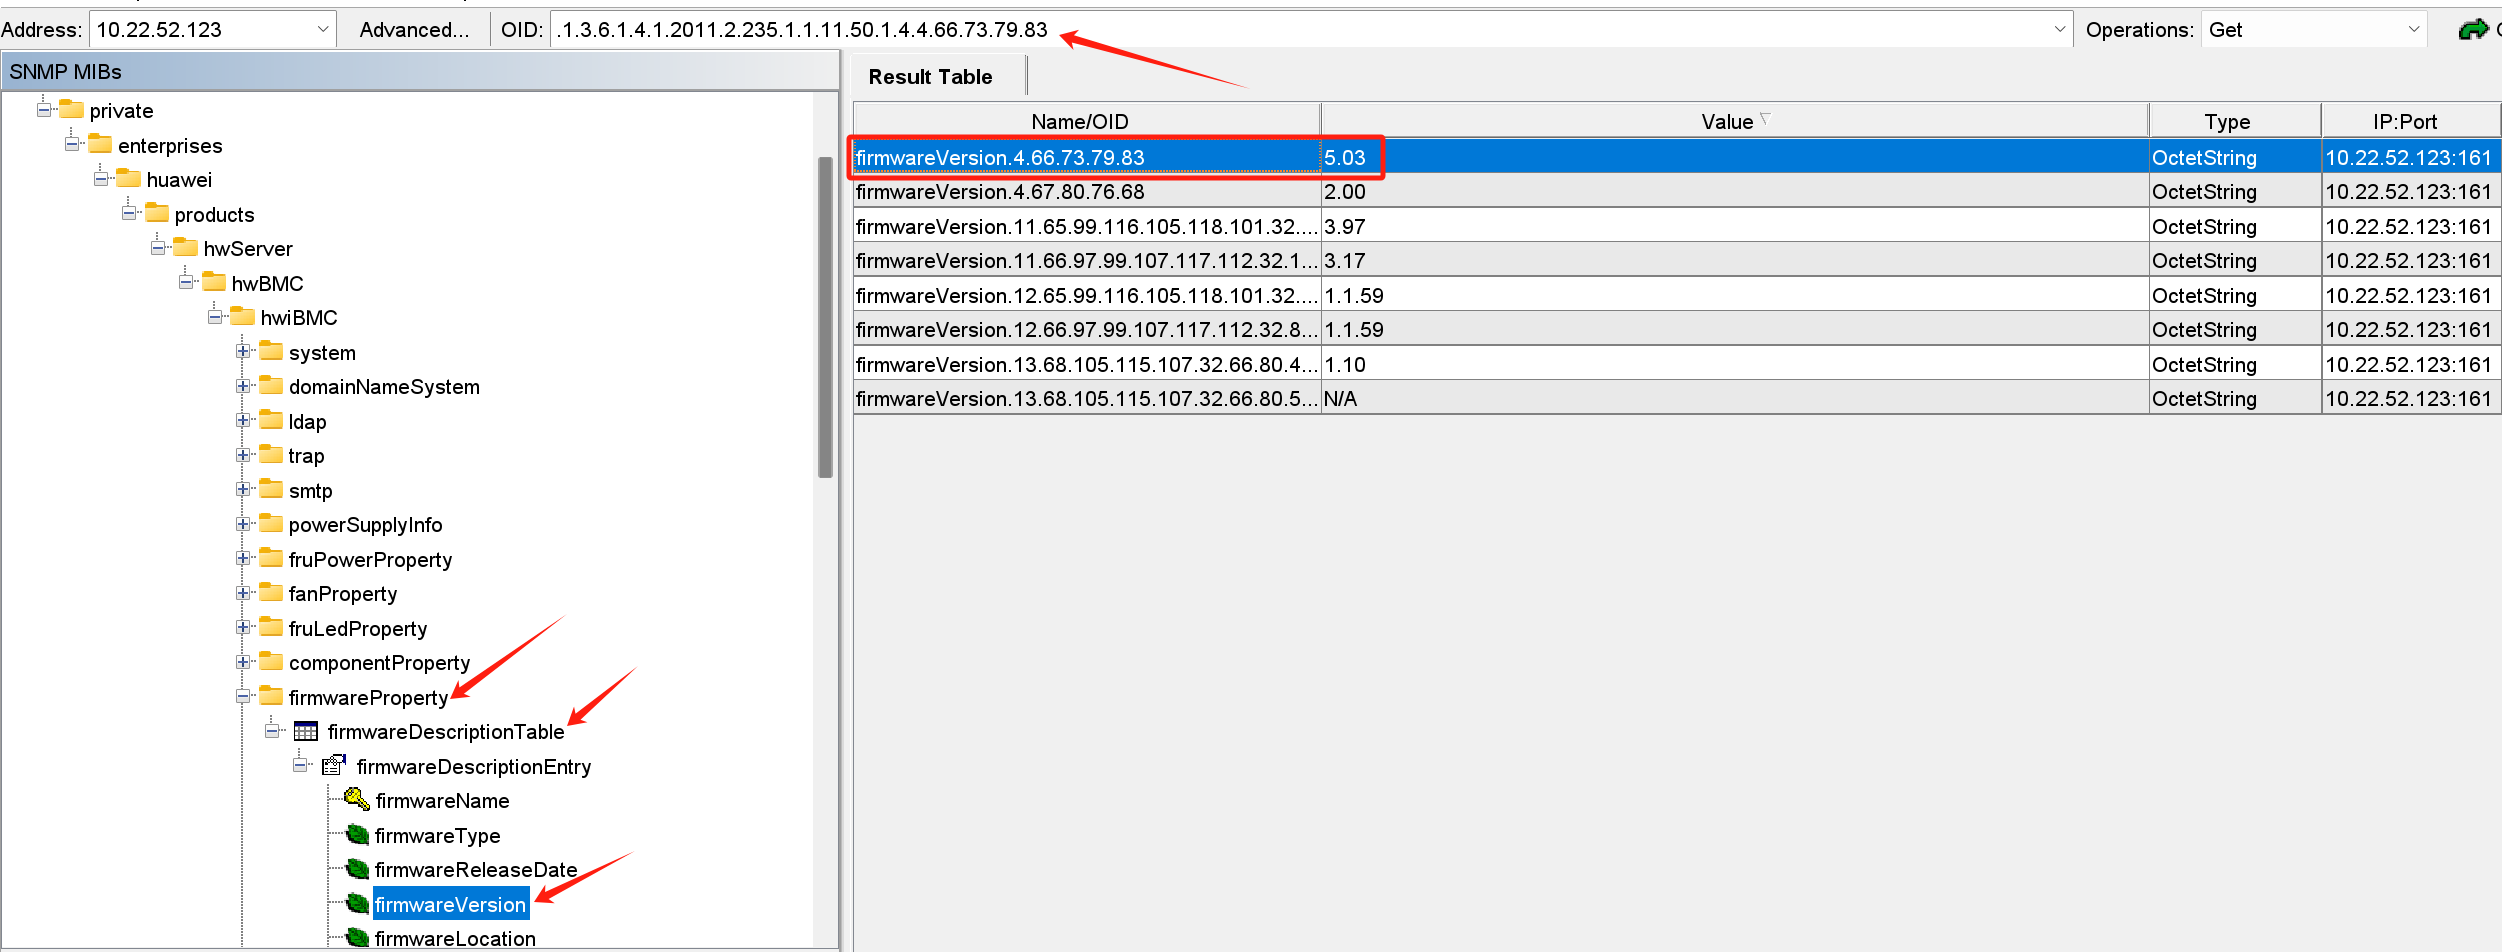 Address: 10.22.52.123 Advanced... OID: .1.3.6.1.4.1.2011.2.235.1.1.11.50.1.4.4.66.73.79.83 Operations: Get
SNMP MIBs
private
enterprises
huawei
products
hwServer
hwBMC
hwiBMC
system
domainNameSystem
ldap
trap
smtp
powerSupplyInfo
fruPowerProperty
fanProperty
fruLedProperty
componentProperty
firmwareProperty
firmwareDescriptionTable
firmwareDescriptionEntry
firmwareName
firmwareType
firmwareReleaseDate
firmwareVersion
firmwareLocation
Result Table
Name/OID Value Type IP:Port
firmwareVersion.4.66.73.79.83 5.03 OctetString 10.22.52.123:161
firmwareVersion.4.67.80.76.68 2.00 OctetString 10.22.52.123:161
firmwareVersion.11.65.99.116.105.118.101.32.... 3.97 OctetString 10.22.52.123:161
firmwareVersion.11.66.97.99.107.117.112.32.1... 3.17 OctetString 10.22.52.123:161
firmwareVersion.12.65.99.116.105.118.101.32.... 1.1.59 OctetString 10.22.52.123:161
firmwareVersion.12.66.97.99.107.117.112.32.8... 1.1.59 OctetString 10.22.52.123:161
firmwareVersion.13.68.105.115.107.32.66.80.4... 1.10 OctetString 10.22.52.123:161
firmwareVersion.13.68.105.115.107.32.66.80.5... N/A OctetString 10.22.52.123:161